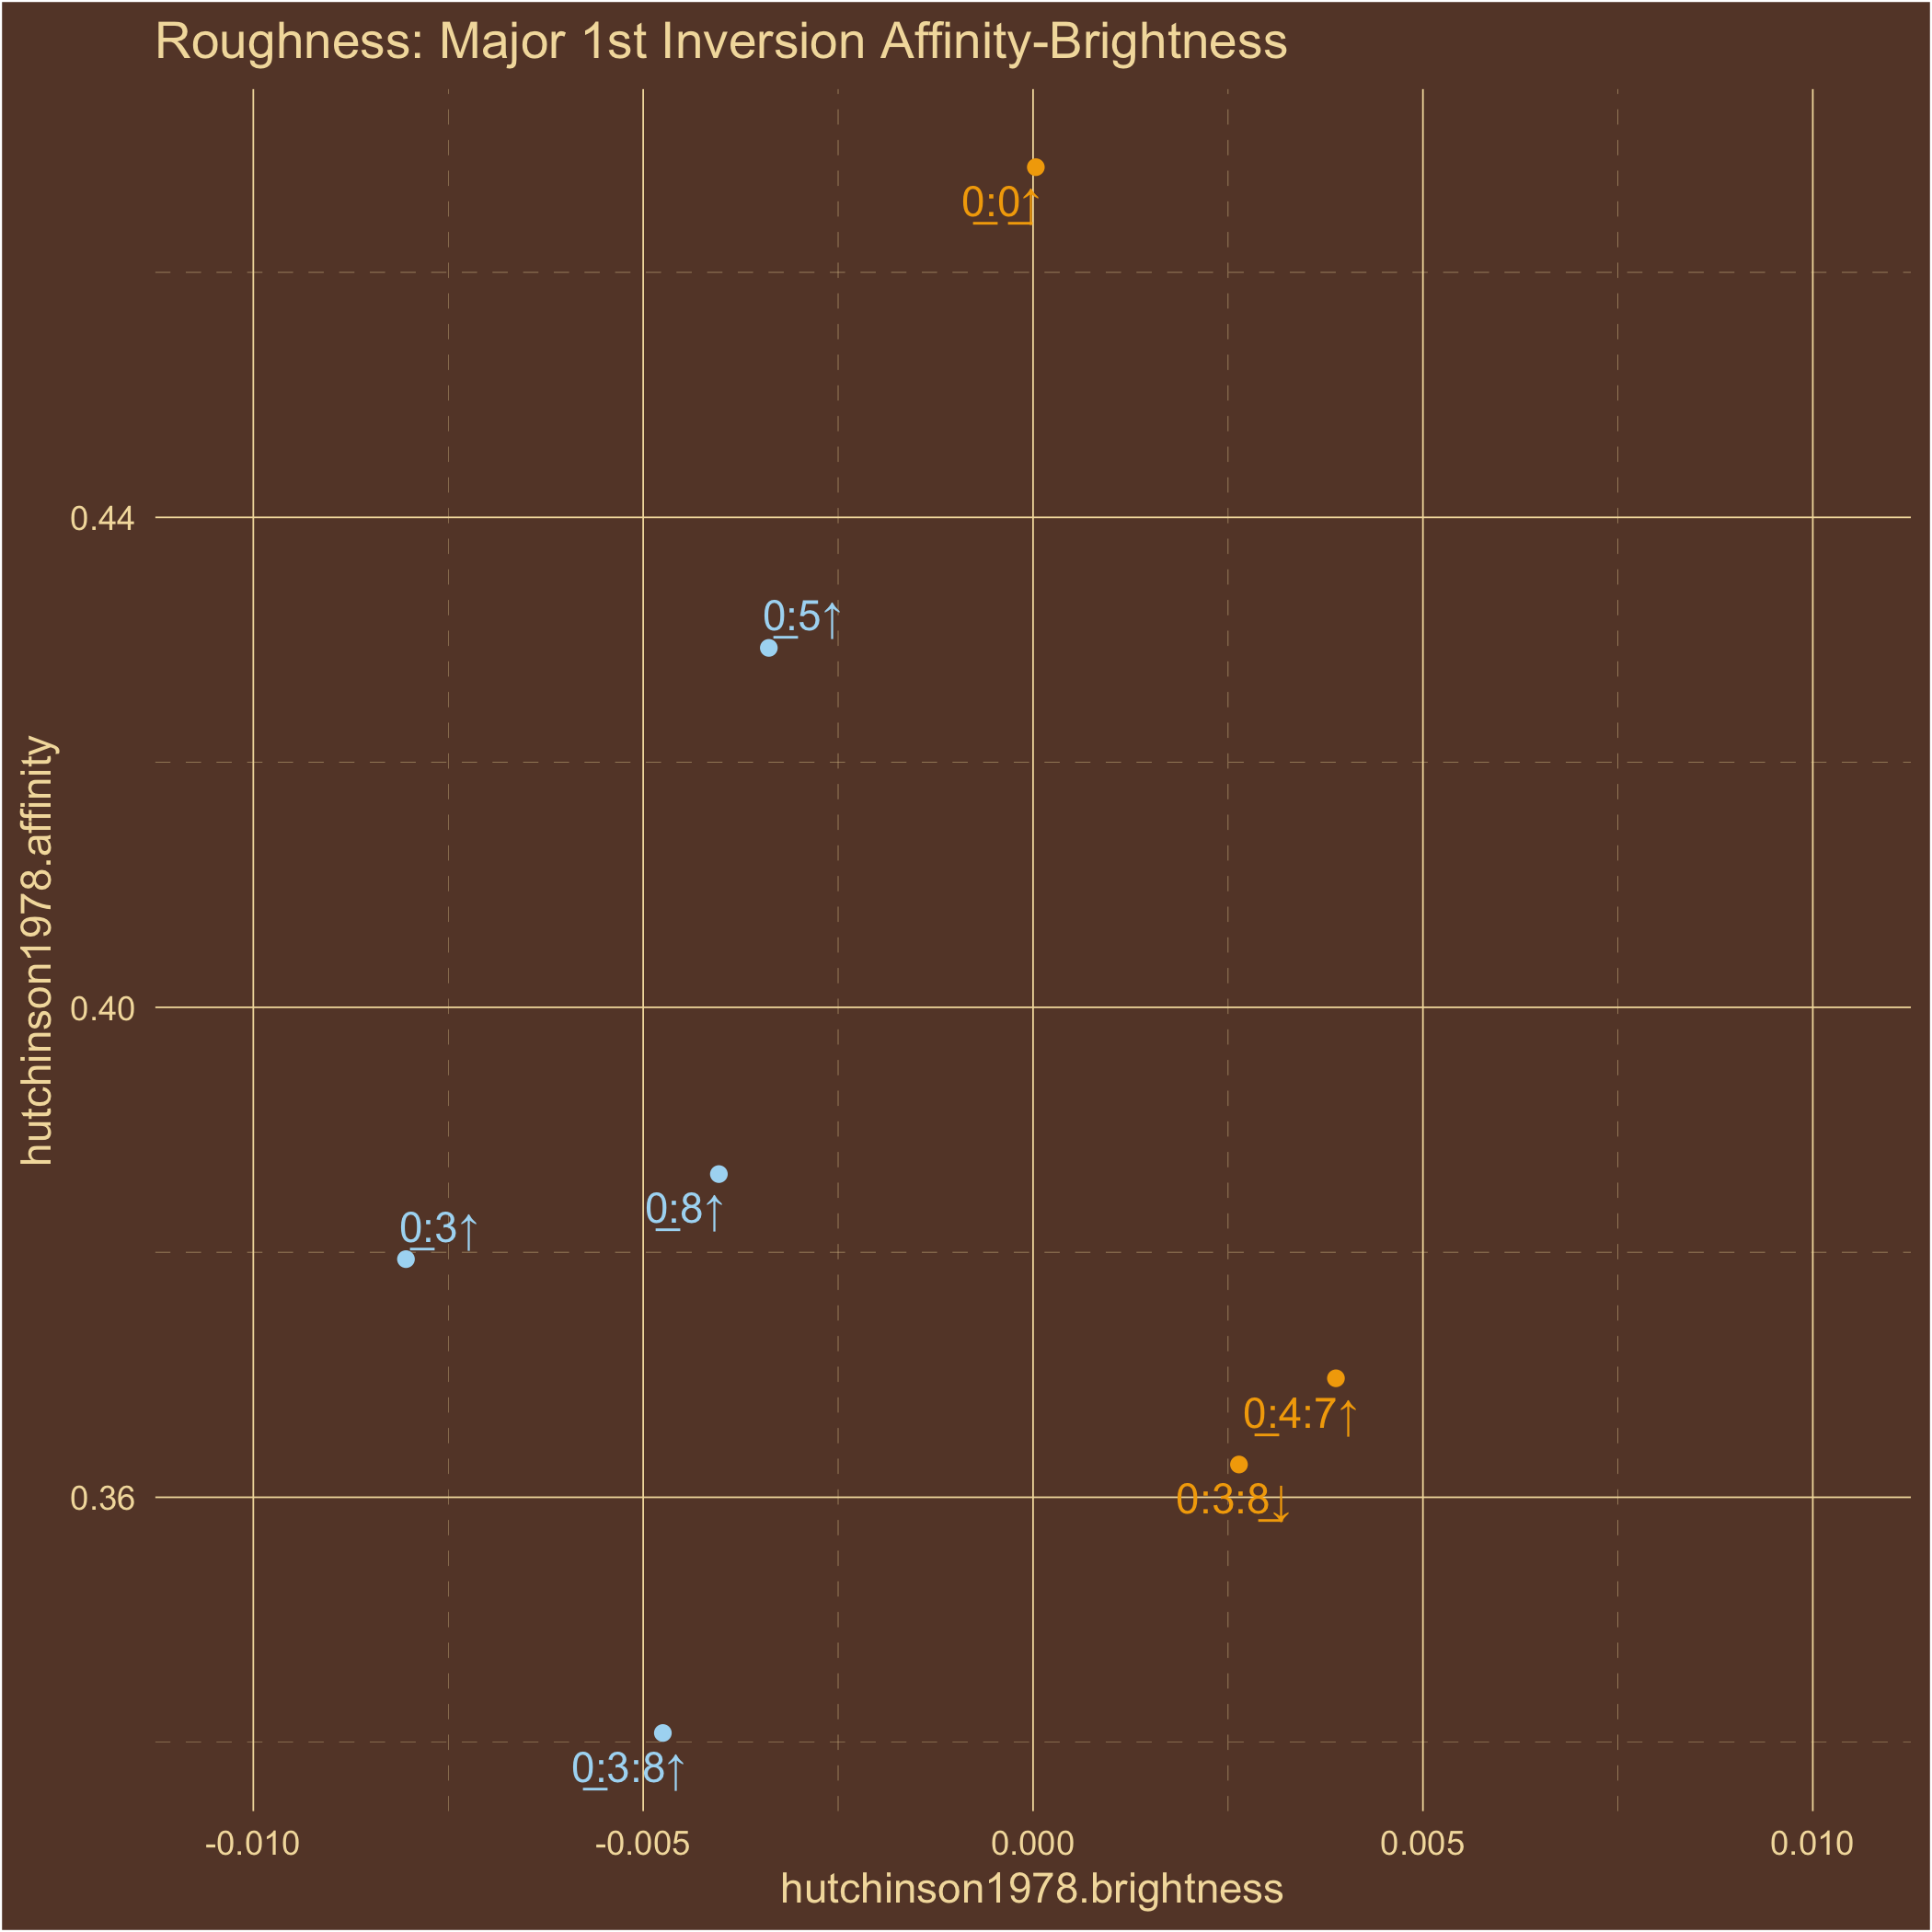 Roughness: Major 1st Inversion Affinity-Brightness
0:0↑
0.44
0:5↑
hutchinson1978.affinity
0.40
0:8↑
0:3↑
0:4:7↑
0.36
0:3:8↓
0:3:8↑
-0.010 -0.005 0.000 0.005 0.010
hutchinson1978.brightness